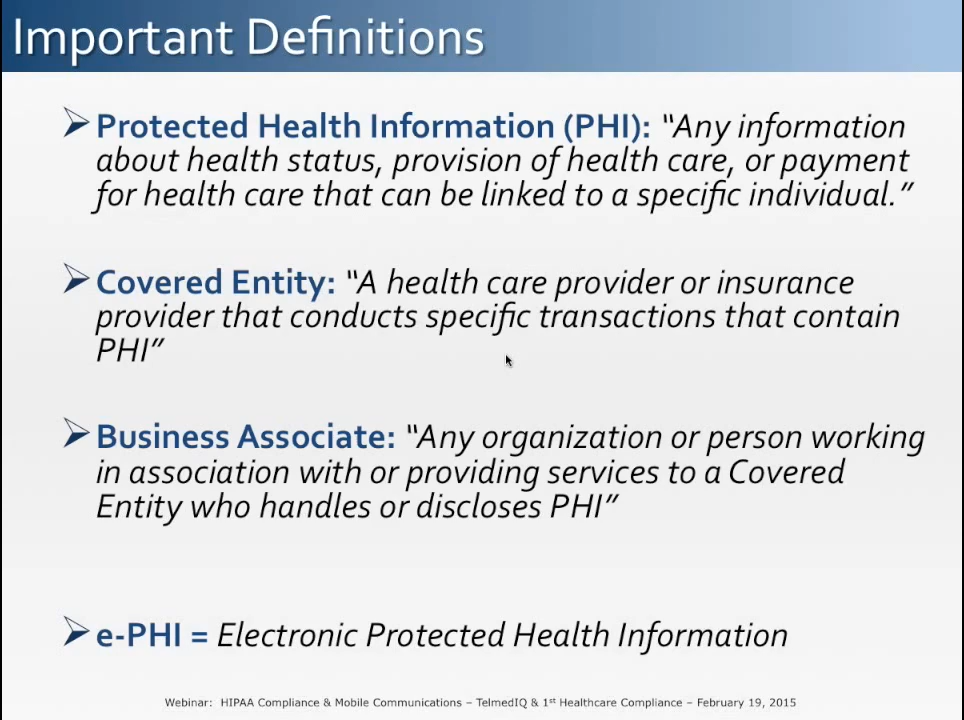 Important Definitions
Protected Health Information (PHI): “Any information
about health status, provision of health care, or payment
for health care that can be linked to a specific individual.”
Covered Entity: “A health care provider or insurance
provider that conducts specific transactions that contain
PHI”
Business Associate: “Any organization or person working
in association with or providing services to a Covered
Entity who handles or discloses PHI”
e-PHI = Electronic Protected Health Information
Webinar: HIPAA Compliance & Mobile Communications – TelmedIQ & 1st Healthcare Compliance – February 19, 2015